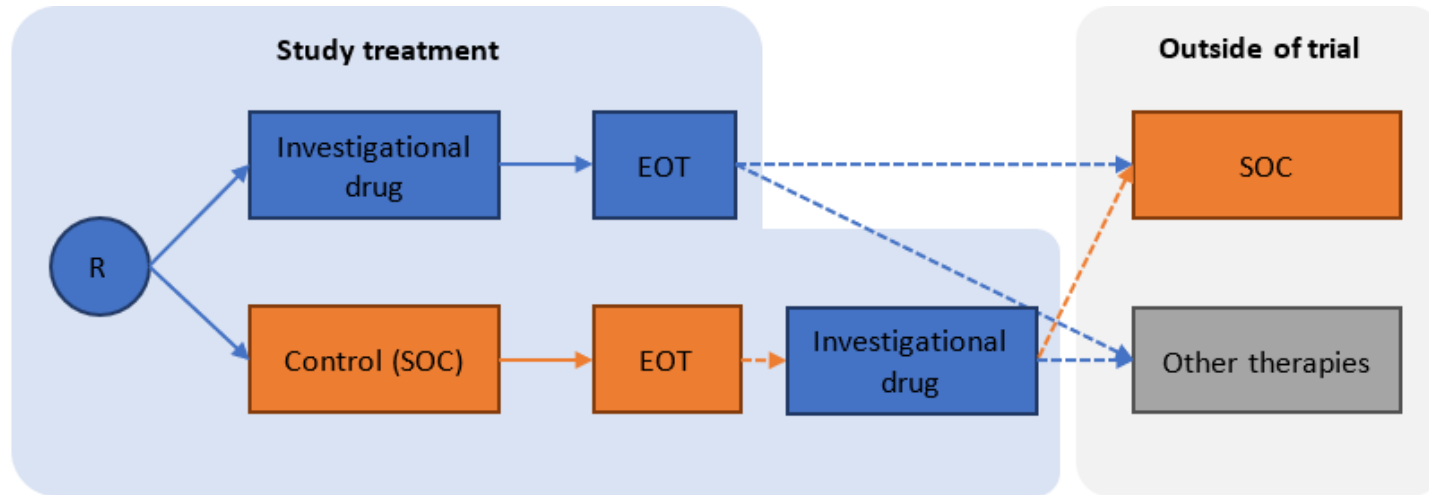 Study treatment
Outside of trial
Investigational
drug
EOT
SOC
R
Control (SOC)
EOT
Investigational
drug
Other therapies